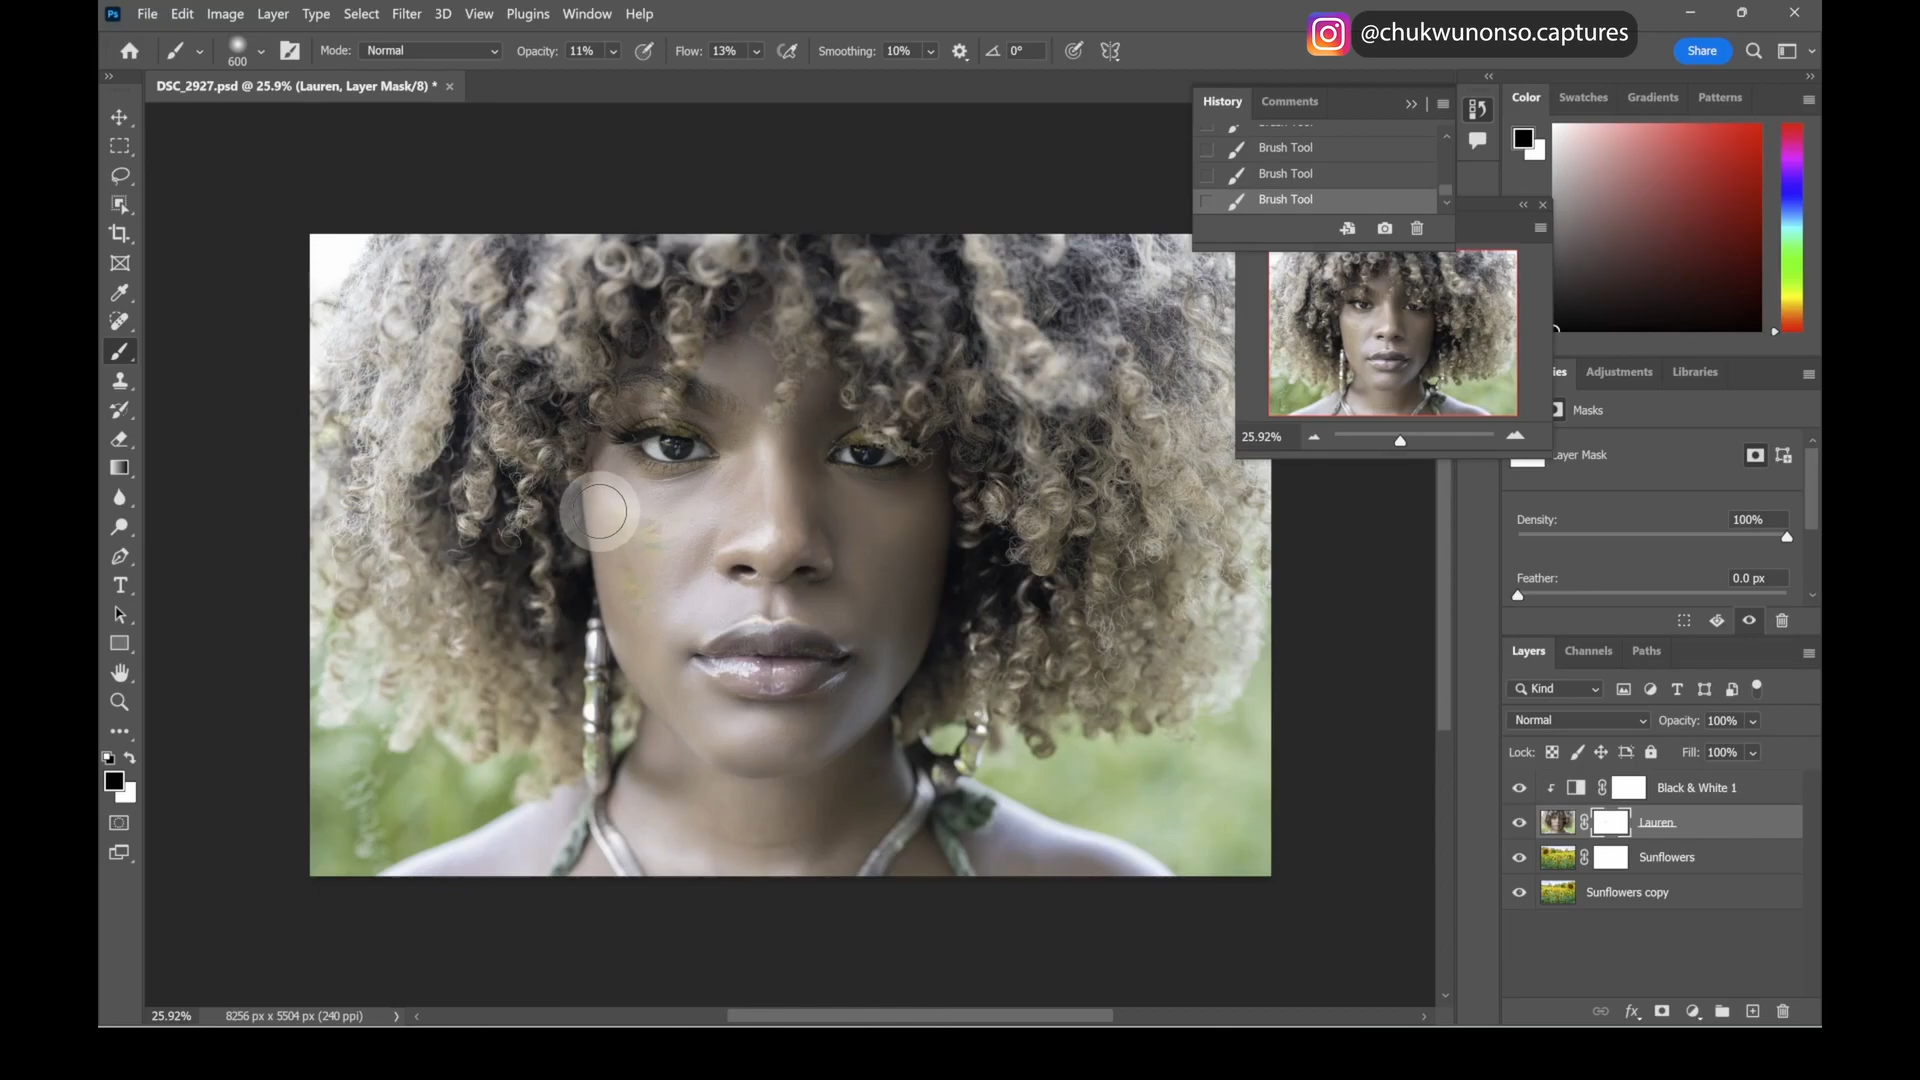 Ps File Edit Image Layer Type Select Filter 3D View Plugins Window Help
@chukwunonso.captures
600 Mode: Normal Opacity: 11% Flow: 13% Smoothing: 10% 0° Share
DSC_2927.psd @ 25.9% (Lauren, Layer Mask/8) *
History Comments
Brush Tool
Brush Tool
Brush Tool
25.92%
Color Swatches Gradients Patterns
ies Adjustments Libraries
Masks
ayer Mask
Density: 100%
Feather: 0.0 px
Layers Channels Paths
Kind
Normal Opacity: 100%
Lock: Fill: 100%
Black & White 1
Lauren
Sunflowers
Sunflowers copy
fx
25.92% 8256 px x 5504 px (240 ppi)